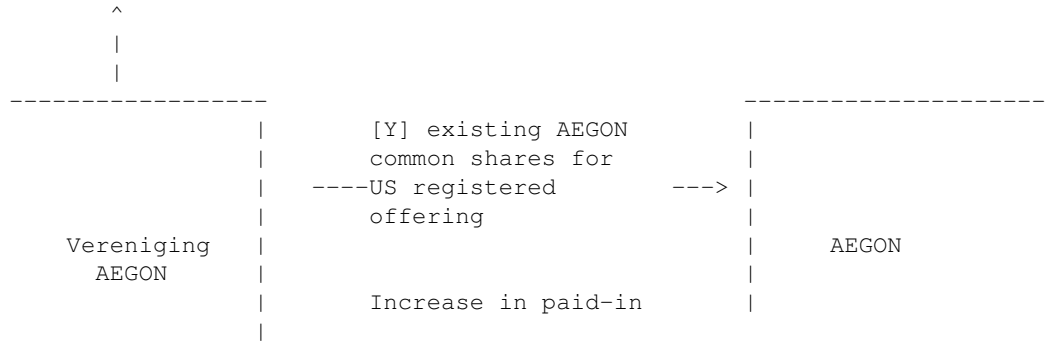 ^
|
|
------------------ ---------------------
| [Y] existing AEGON |
| common shares for |
| ----US registered ---> |
| offering |
Vereniging | | AEGON
AEGON | |
| Increase in paid-in |
|